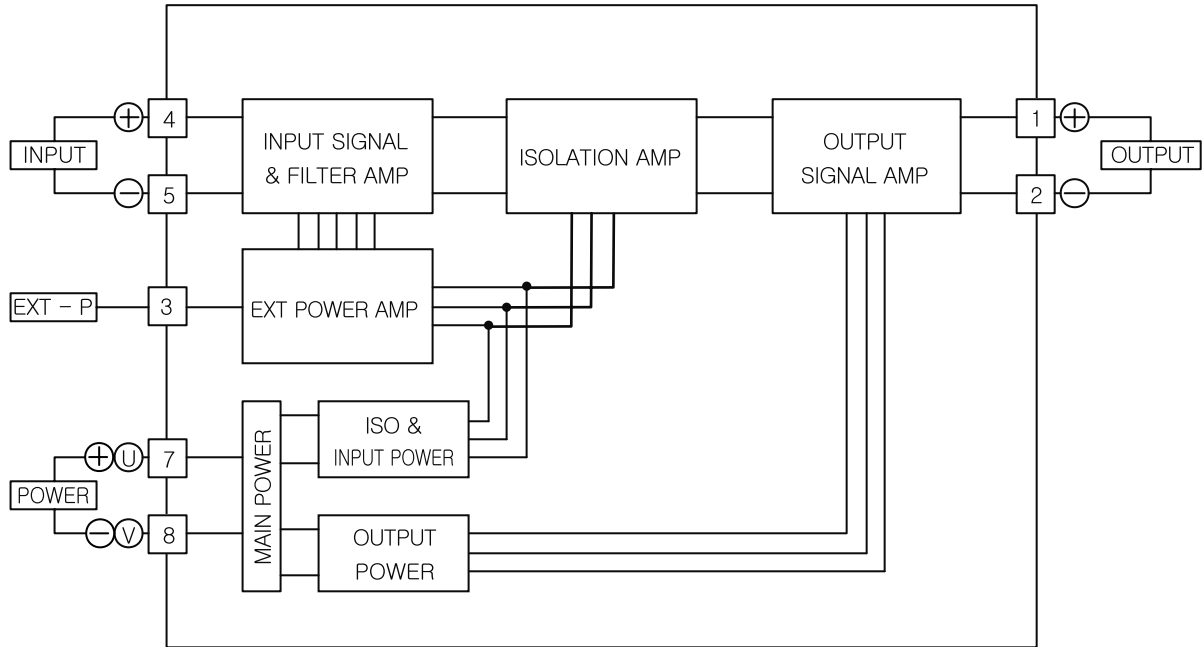 4
INPUT SIGNAL
& FILTER AMP
ISOLATION AMP
OUTPUT
SIGNAL AMP
1
INPUT
OUTPUT
5
2
EXT - P
3
EXT POWER AMP
MAIN POWER
ISO &
INPUT POWER
+ U
7
POWER
- V
8
OUTPUT
POWER
+
-
+
-